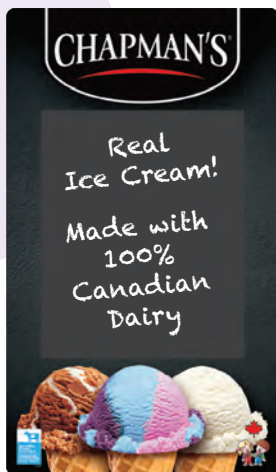 CHAPMAN'S
Real
Ice Cream!
Made with
100%
Canadian
Dairy